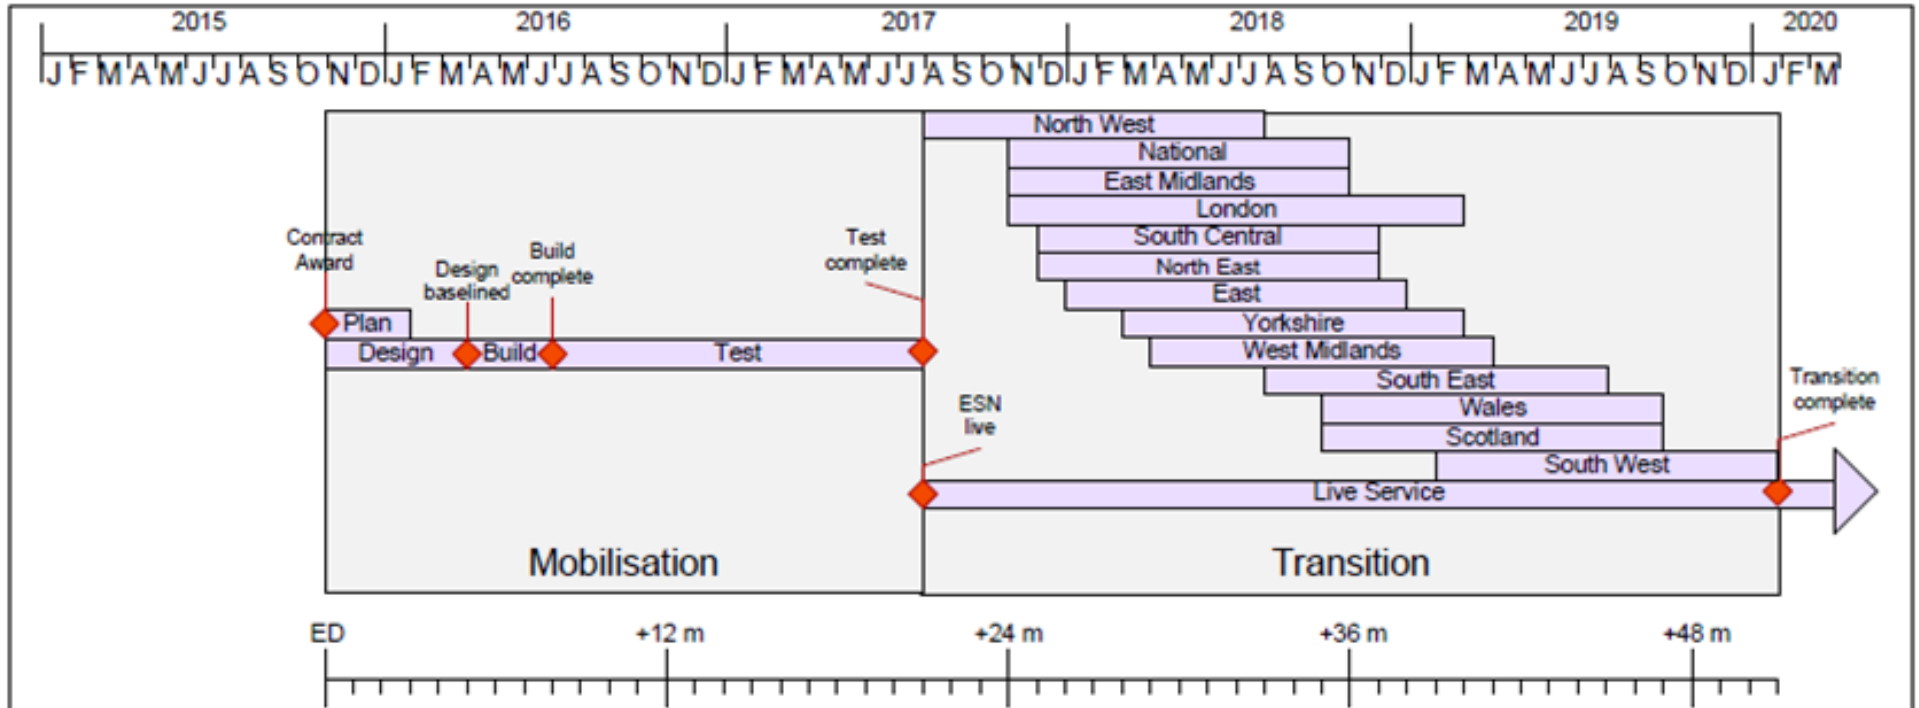 2015 2016 2017 2018 2019 2020
J F M A M J J A S O N D J F M A M J J A S O N D J F M A M J J A S O N D J F M A M J J A S O N D J F M A M J J A S O N D J F M
North West
National
East Midlands
London
Contract
Award
Design
baselined
Build
complete
Test
complete
South Central
North East
East
Plan
Yorkshire
Design Build Test
West Midlands
South East
Transition
complete
ESN
live
Wales
Scotland
South West
Live Service
Mobilisation Transition
ED +12 m +24 m +36 m +48 m